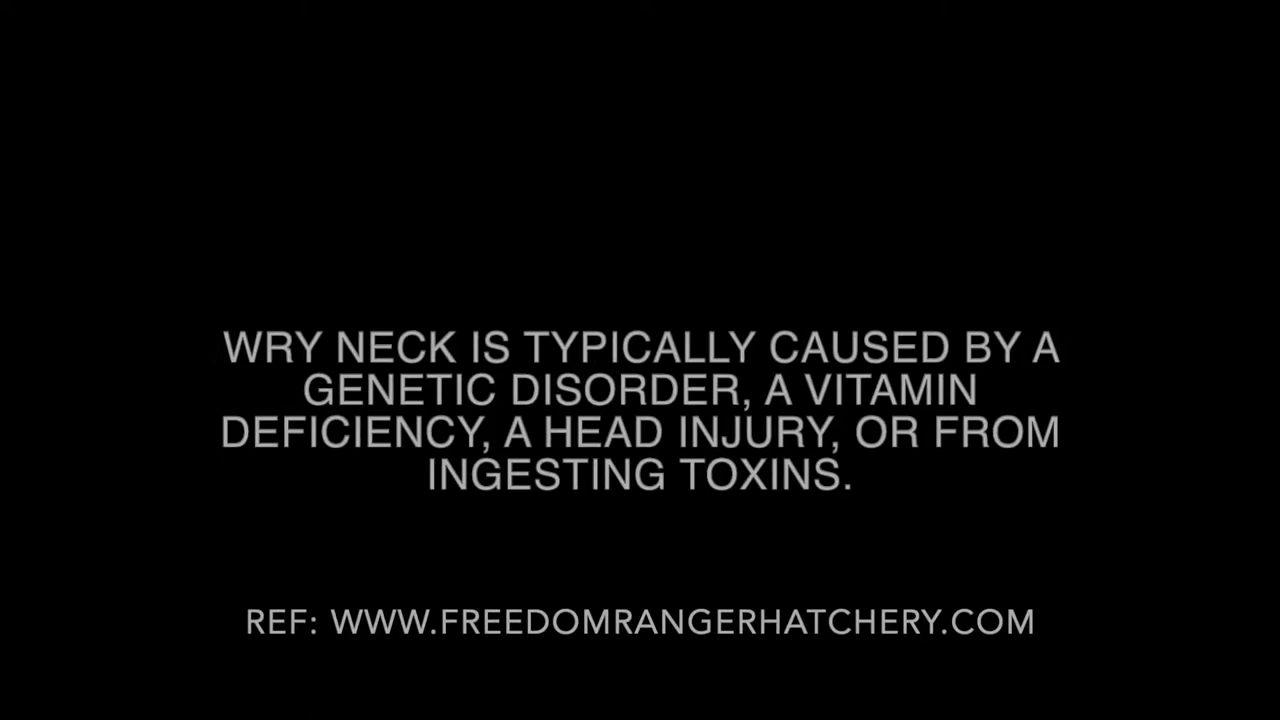 WRY NECK IS TYPICALLY CAUSED BY A
GENETIC DISORDER, A VITAMIN
DEFICIENCY, A HEAD INJURY, OR FROM
INGESTING TOXINS.
REF: WWW.FREEDOMRANGERHATCHERY.COM